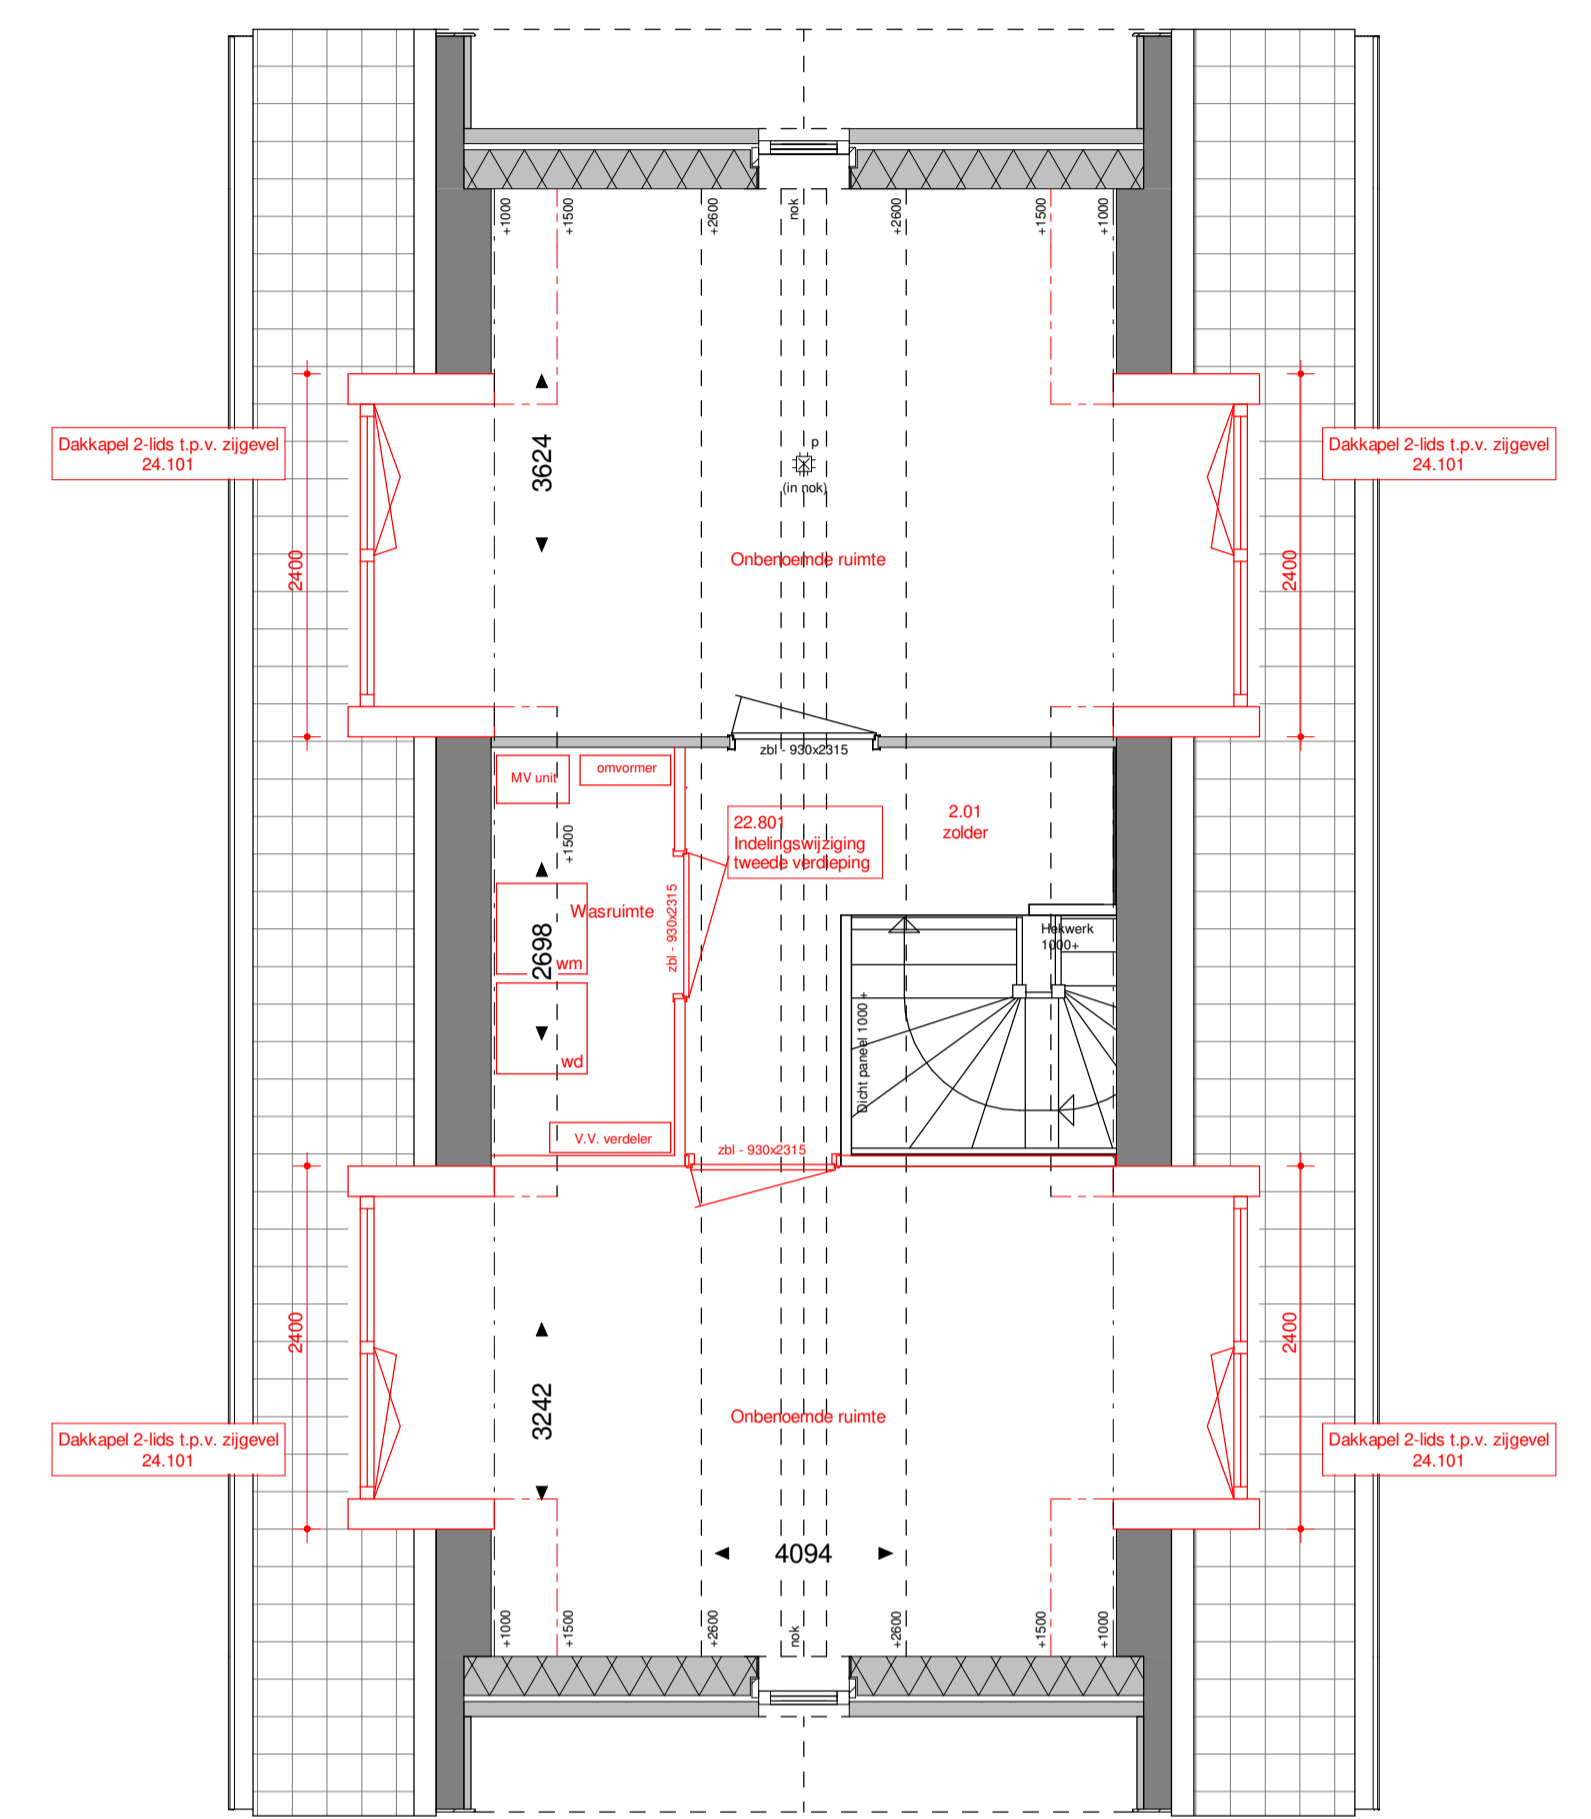 +1000
+1500
+2600
nok
+2600
+1500
+1000
Dakkapel 2-lids t.p.v. zijgevel
24.101
Dakkapel 2-lids t.p.v. zijgevel
24.101
3624
p
(in nok)
2400
2400
Onbenoemde ruimte
zbl - 930x2315
MV unit
omvormer
+1500
22.801
Indelingswijziging
tweede verdieping
2.01
zolder
Wasruimte
zbl - 930x2315
2698
wm
wd
Hekwerk
1000+
Dicht paneel 1000 +
V.V. verdeler
zbl - 930x2315
2400
2400
3242
Onbenoemde ruimte
Dakkapel 2-lids t.p.v. zijgevel
24.101
Dakkapel 2-lids t.p.v. zijgevel
24.101
4094
+1000
+1500
+2600
nok
+2600
+1500
+1000